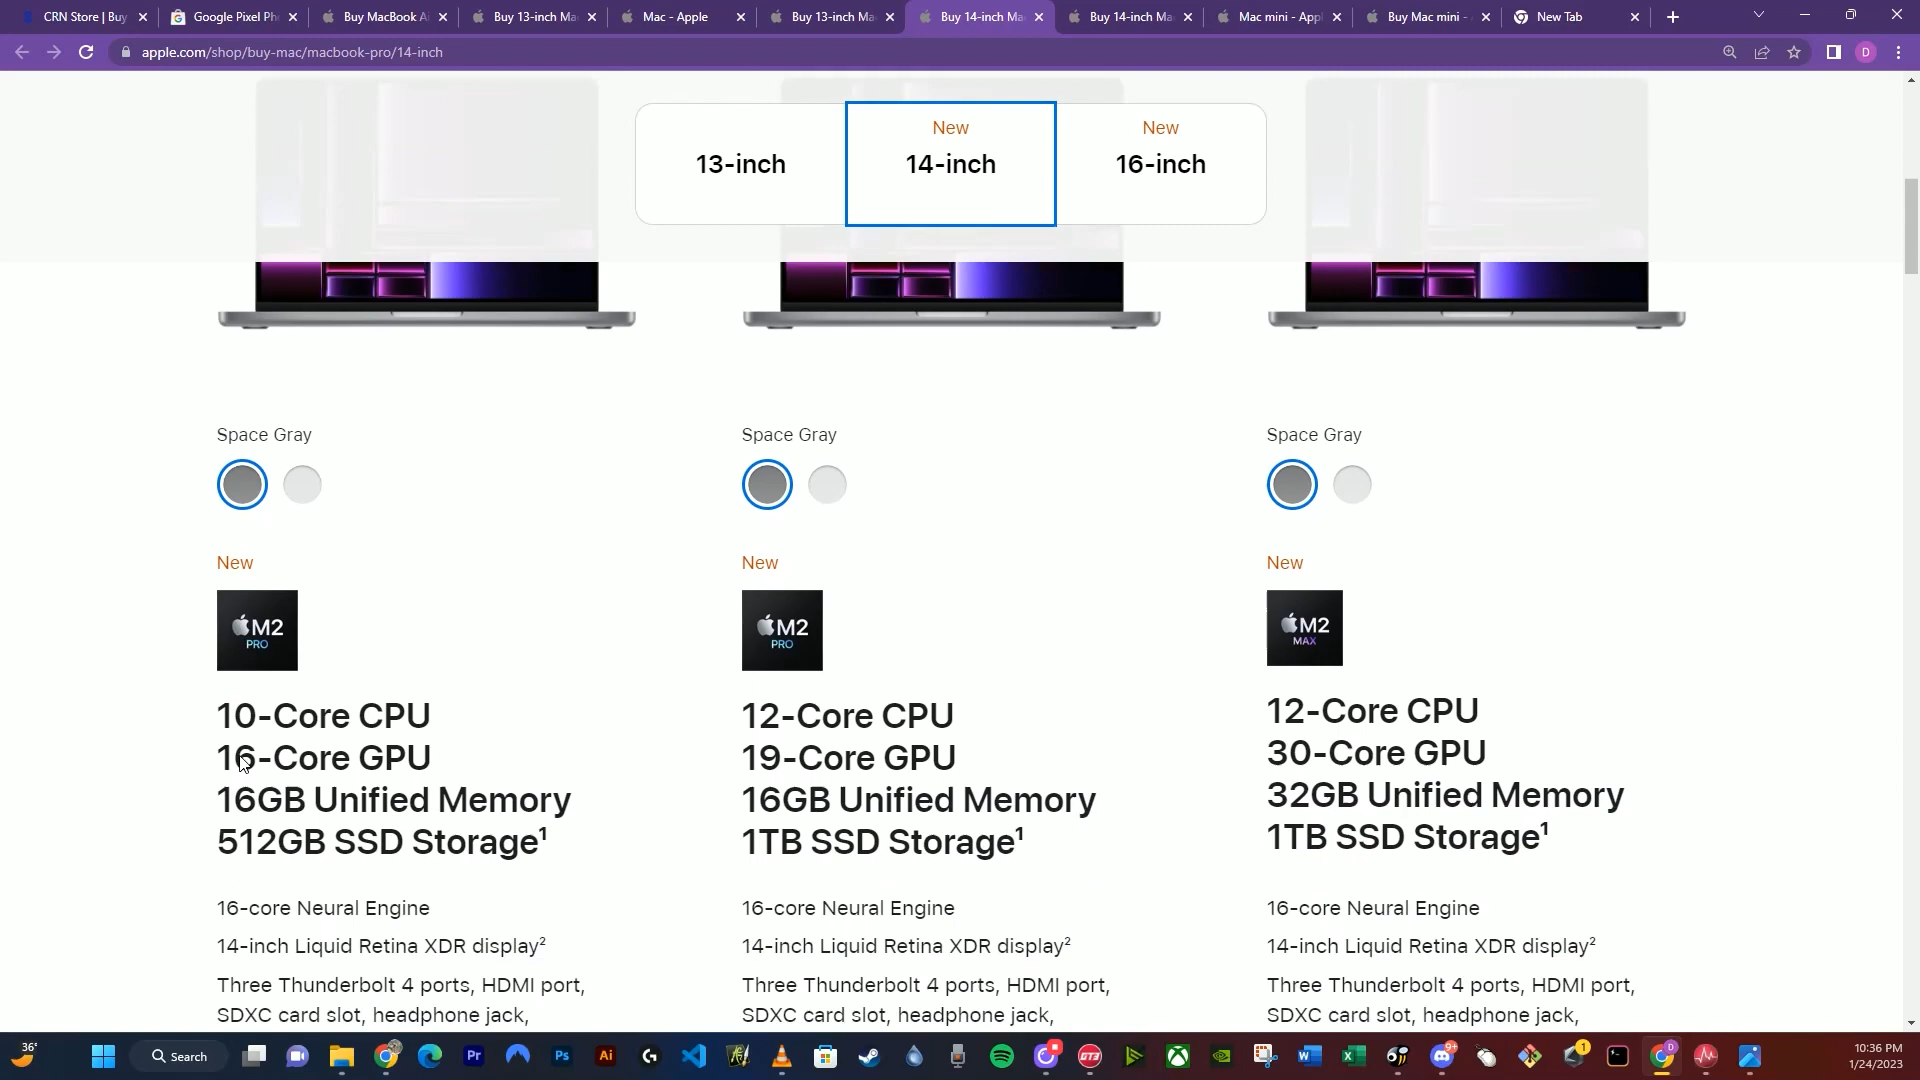 CRN Store | Buy
Google Pixel Ph
Buy MacBook Ai
Buy 13-inch Ma
Mac - Apple
Buy 13-inch Ma
Buy 14-inch Ma
Buy 14-inch Ma
Mac mini - Appl
Buy Mac mini -
New Tab
apple.com/shop/buy-mac/macbook-pro/14-inch
D
13-inch
New
14-inch
New
16-inch
Space Gray
Space Gray
Space Gray
New
New
New
M2
PRO
M2
PRO
M2
MAX
10-Core CPU
16-Core GPU
16GB Unified Memory
512GB SSD Storage¹
12-Core CPU
19-Core GPU
16GB Unified Memory
1TB SSD Storage¹
12-Core CPU
30-Core GPU
32GB Unified Memory
1TB SSD Storage¹
16-core Neural Engine
14-inch Liquid Retina XDR display²
Three Thunderbolt 4 ports, HDMI port,
SDXC card slot, headphone jack,
16-core Neural Engine
14-inch Liquid Retina XDR display²
Three Thunderbolt 4 ports, HDMI port,
SDXC card slot, headphone jack,
16-core Neural Engine
14-inch Liquid Retina XDR display²
Three Thunderbolt 4 ports, HDMI port,
SDXC card slot, headphone jack,
36°
Search
Pr
Ps
Ai
9+
1
10:36 PM
1/24/2023